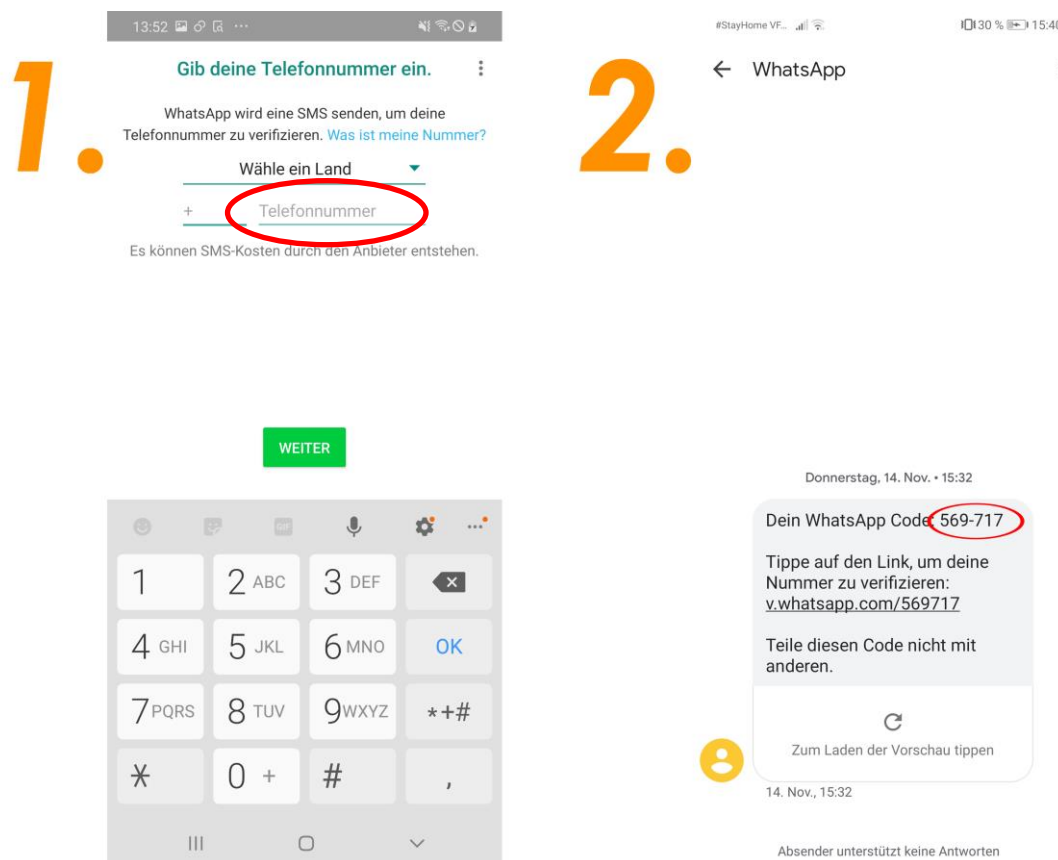 1.
13:52
Gib deine Telefonnummer ein.
WhatsApp wird eine SMS senden, um deine
Telefonnummer zu verifizieren. Was ist meine Nummer?
Wähle ein Land
+ Telefonnummer
Es können SMS-Kosten durch den Anbieter entstehen.
WEITER
GIF
1 2 ABC 3 DEF
4 GHI 5 JKL 6 MNO OK
7 PQRS 8 TUV 9 WXYZ *+#
* 0 + # ,
2.
#StayHome VF... 30 % 15:40
WhatsApp
Donnerstag, 14. Nov. • 15:32
Dein WhatsApp Code: 569-717
Tippe auf den Link, um deine
Nummer zu verifizieren:
v.whatsapp.com/569717
Teile diesen Code nicht mit
anderen.
Zum Laden der Vorschau tippen
14. Nov., 15:32
Absender unterstützt keine Antworten